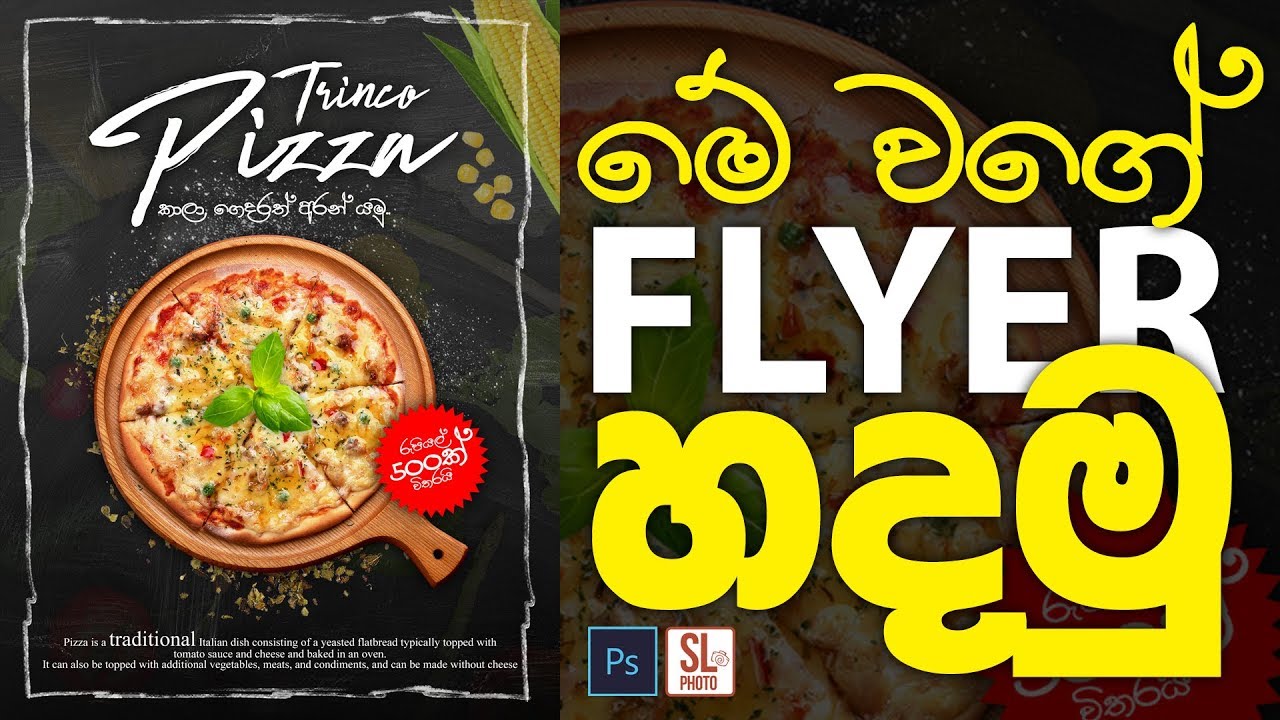 Trinco
Pizza
කාලා ගෙදරත් අරන් යමු..
රුපියල්
500ක්
විතරයි
Pizza is a traditional Italian dish consisting of a yeasted flatbread typically topped with
tomato sauce and cheese and baked in an oven.
It can also be topped with additional vegetables, meats, and condiments, and can be made without cheese
මේ වගේ
FLYER
හදමු
Ps
SL
PHOTO
විතරයි